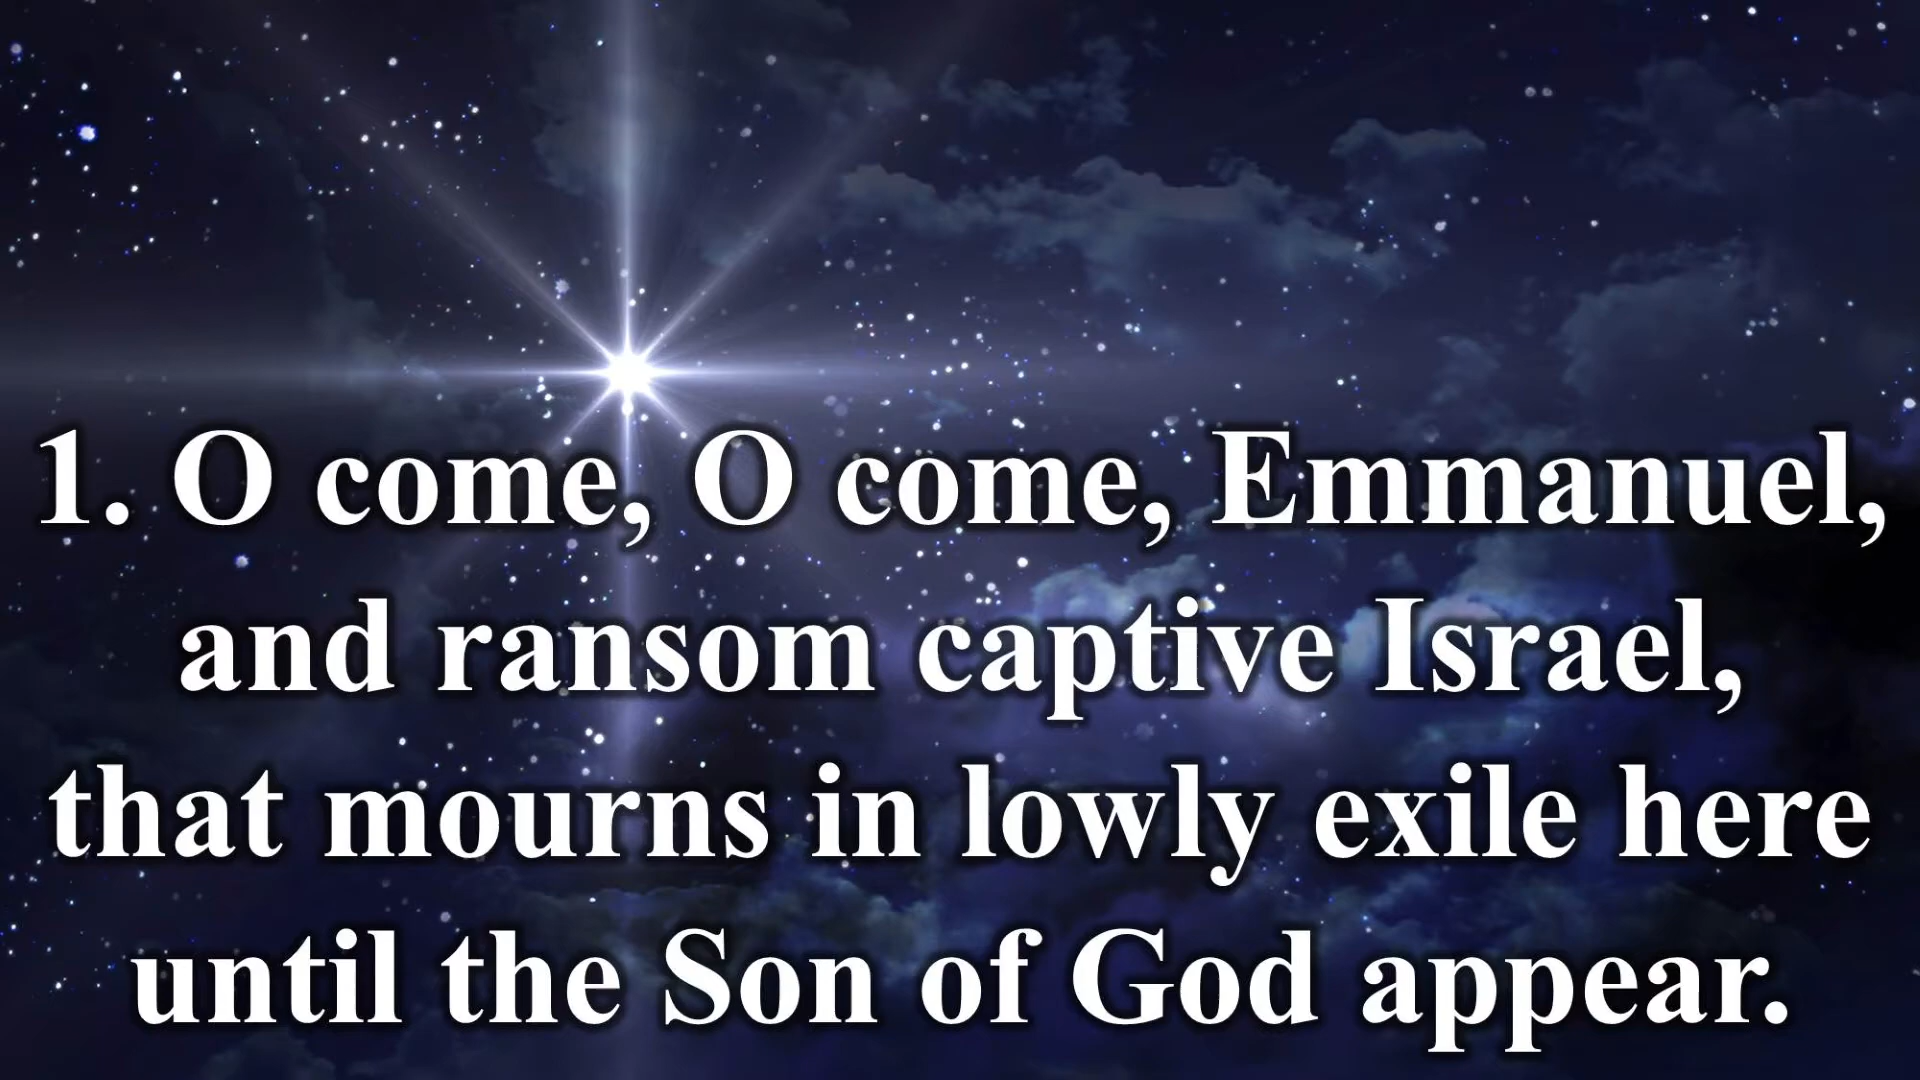 1. O come, O come, Emmanuel,
and ransom captive Israel,
that mourns in lowly exile here
until the Son of God appear.